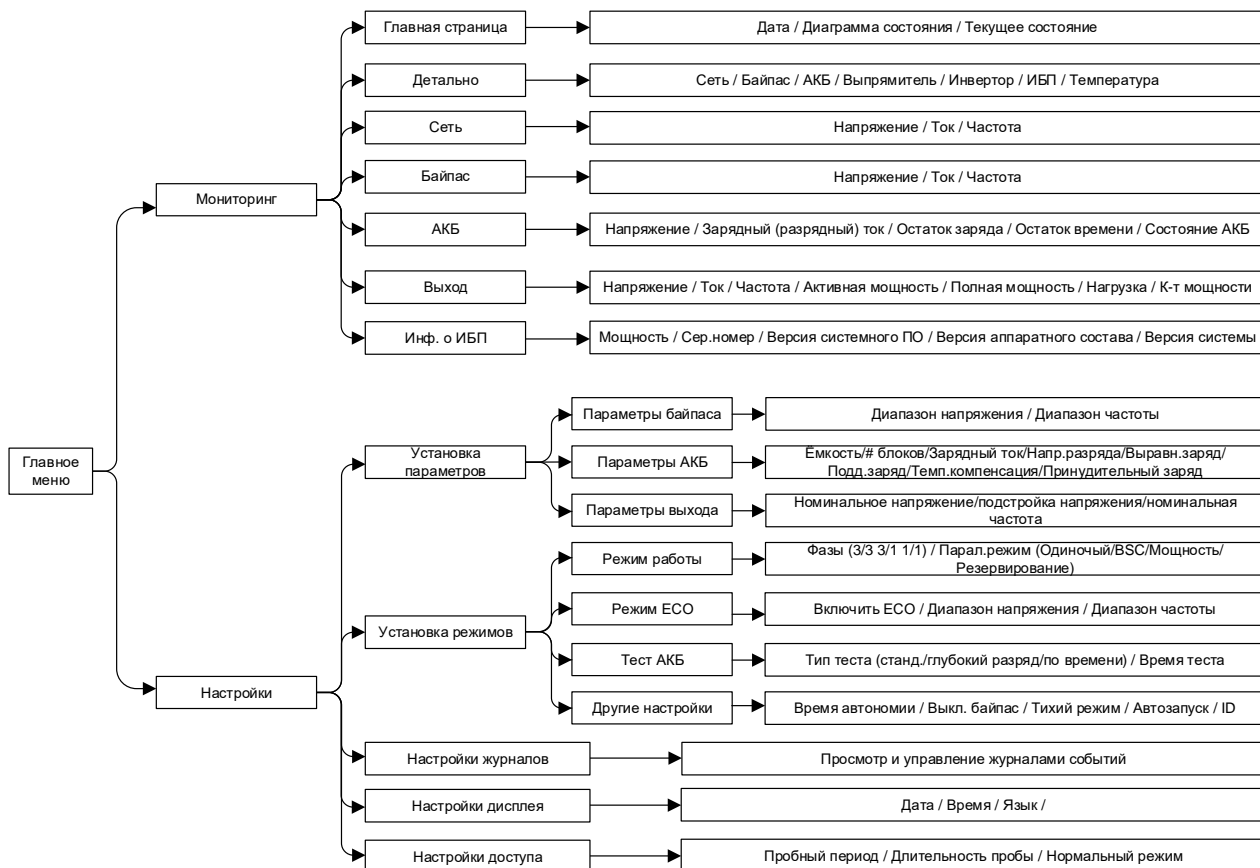 Главная страница
Дата / Диаграмма состояния / Текущее состояние
Детально
Сеть / Байпас / АКБ / Выпрямитель / Инвертор / ИБП / Температура
Сеть
Напряжение / Ток / Частота
Байпас
Напряжение / Ток / Частота
Мониторинг
АКБ
Напряжение / Зарядный (разрядный) ток / Остаток заряда / Остаток времени / Состояние АКБ
Выход
Напряжение / Ток / Частота / Активная мощность / Полная мощность / Нагрузка / К-т мощности
Инф. о ИБП
Мощность / Сер.номер / Версия системного ПО / Версия аппаратного состава / Версия системы
Главное
меню
Параметры байпаса
Диапазон напряжения / Диапазон частоты
Установка
параметров
Параметры АКБ
Ёмкость/# блоков/Зарядный ток/Напр.разряда/Выравн.заряд/
Подд.заряд/Темп.компенсация/Принудительный заряд
Параметры выхода
Номинальное напряжение/подстройка напряжения/номинальная
частота
Режим работы
Фазы (3/3 3/1 1/1) / Парал.режим (Одиночый/BSC/Мощность/
Резервирование)
Режим ECO
Включить ECO / Диапазон напряжения / Диапазон частоты
Установка режимов
Тест АКБ
Тип теста (станд./глубокий разряд/по времени) / Время теста
Настройки
Другие настройки
Время автономии / Выкл. байпас / Тихий режим / Автозапуск / ID
Настройки журналов
Просмотр и управление журналами событий
Настройки дисплея
Дата / Время / Язык /
Настройки доступа
Пробный период / Длительность пробы / Нормальный режим